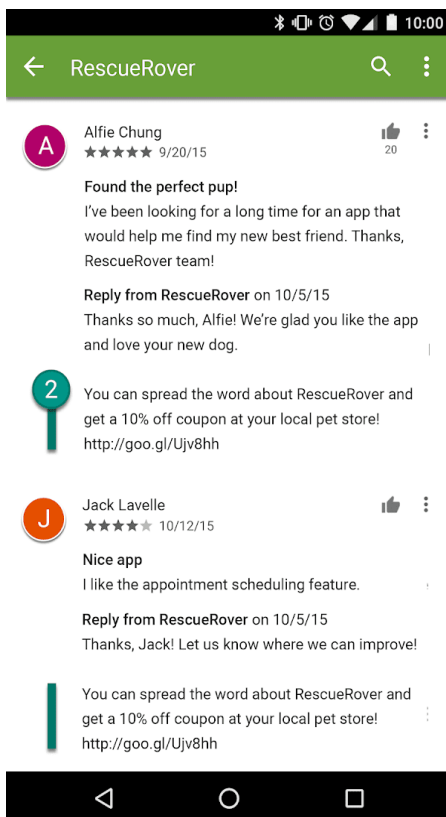 10:00
RescueRover
A
Alfie Chung
★★★★★ 9/20/15
20
Found the perfect pup!
I've been looking for a long time for an app that
would help me find my new best friend. Thanks,
RescueRover team!
Reply from RescueRover on 10/5/15
Thanks so much, Alfie! We're glad you like the app
and love your new dog.
2
You can spread the word about RescueRover and
get a 10% off coupon at your local pet store!
http://goo.gl/Ujv8hh
J
Jack Lavelle
★★★★★ 10/12/15
Nice app
I like the appointment scheduling feature.
Reply from RescueRover on 10/5/15
Thanks, Jack! Let us know where we can improve!
You can spread the word about RescueRover and
get a 10% off coupon at your local pet store!
http://goo.gl/Ujv8hh